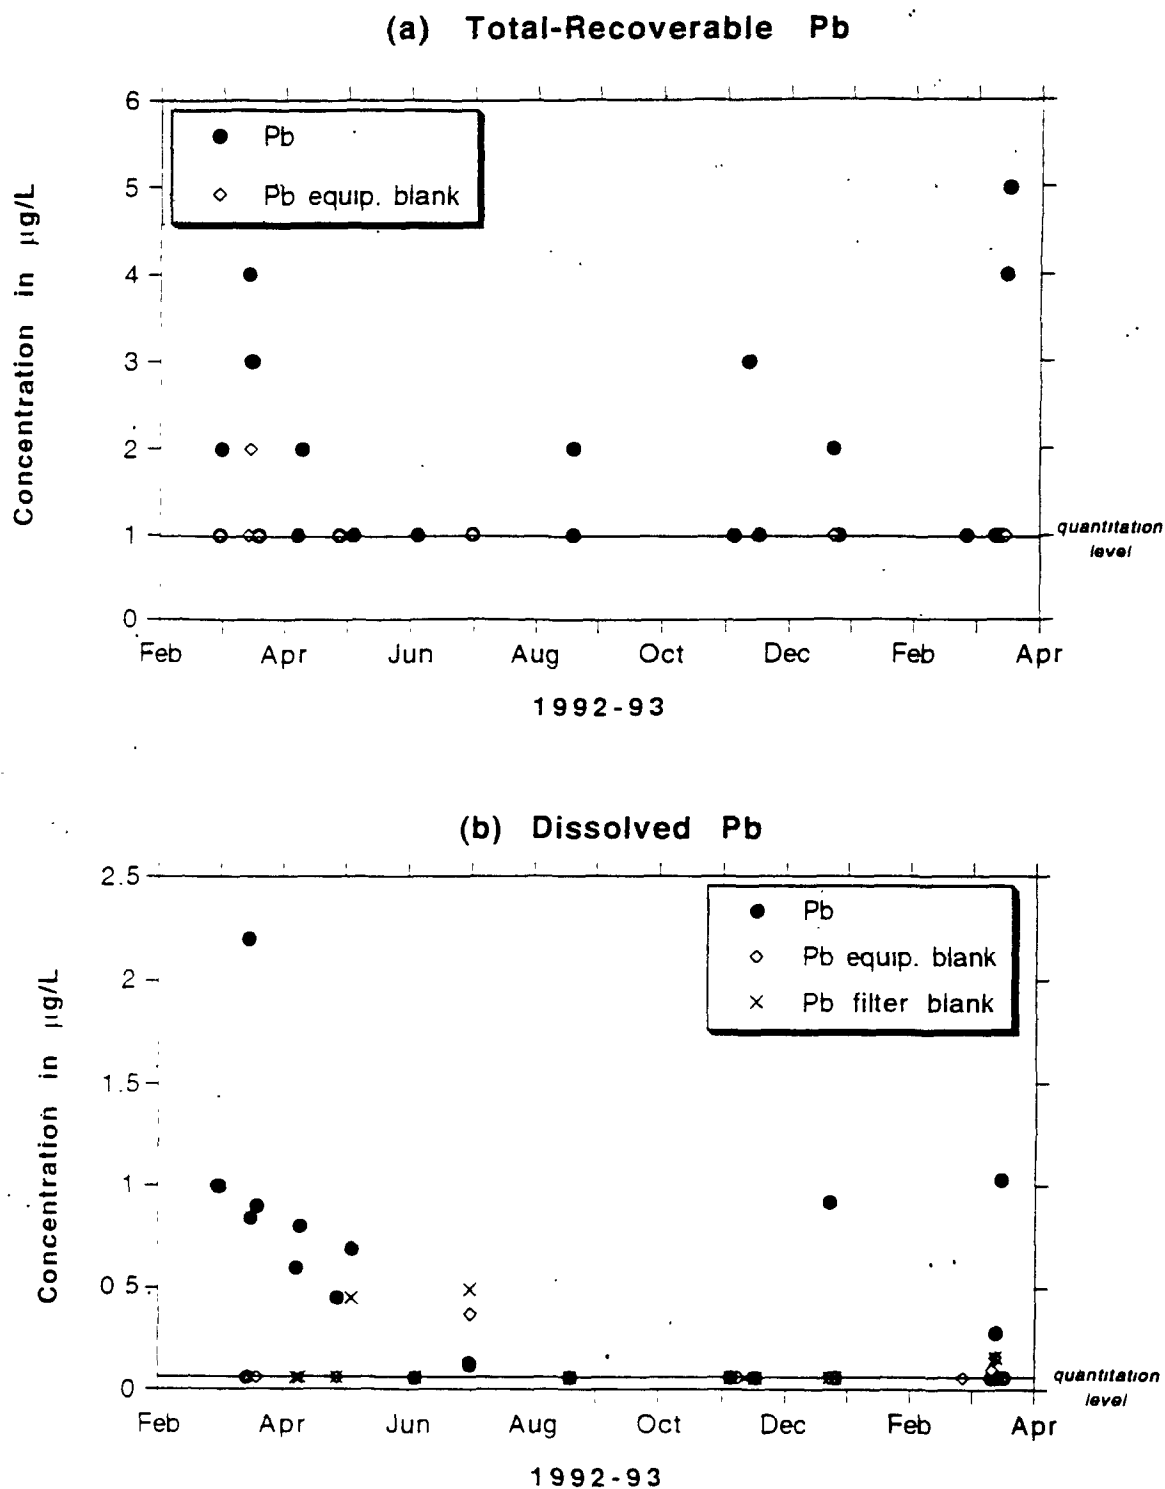 (a) Total-Recoverable Pb
Concentration in µg/L
6
5
4
3
2
1
0
Pb
Pb equip. blank
quantitation
level
Feb Apr Jun Aug Oct Dec Feb Apr
1992-93
(b) Dissolved Pb
Concentration in µg/L
2.5
2
1 5
1
0 5
0
Pb
Pb equip. blank
Pb filter blank
quantitation
level
Feb Apr Jun Aug Oct Dec Feb Apr
1992-93